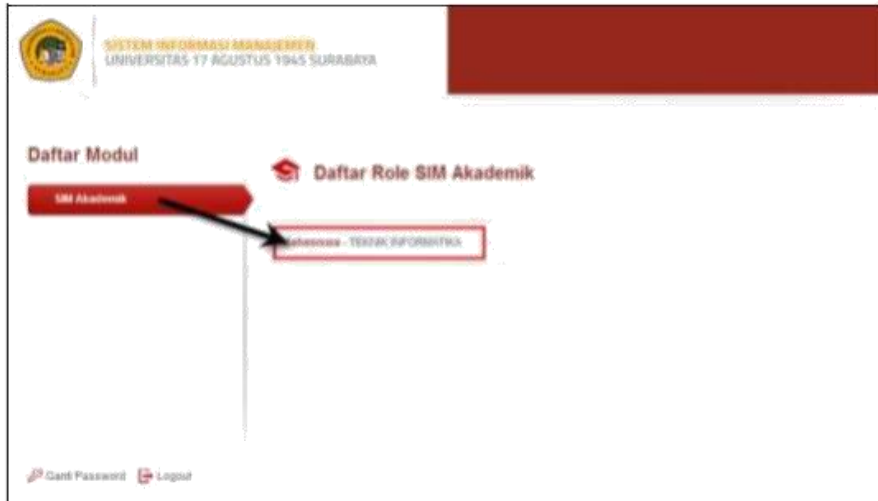 SISTEM INFORMASI MANAJEMEN
UNIVERSITAS 17 AGUSTUS 1945 SURABAYA
Daftar Modul
Daftar Role SIM Akademik
SIM Akademik
Mahasiswa - TEKNIK INFORMATIKA
Ganti Password
Logout